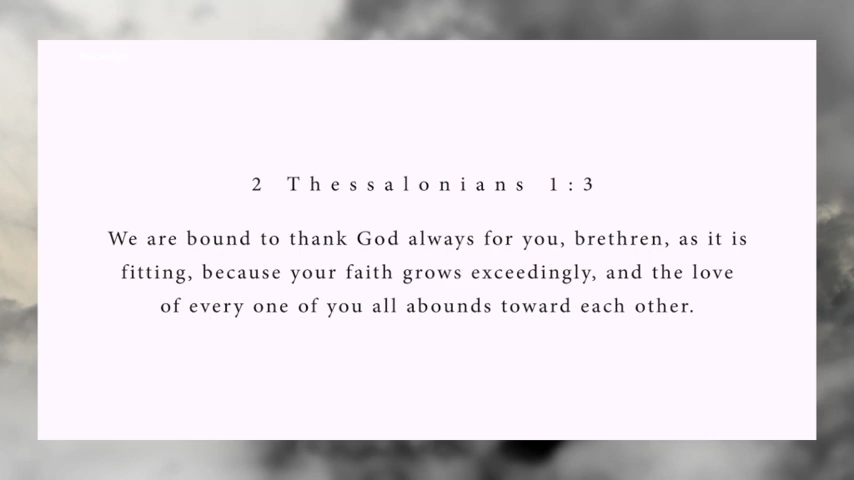 2 Thessalonians 1:3
We are bound to thank God always for you, brethren, as it is
fitting, because your faith grows exceedingly, and the love
of every one of you all abounds toward each other.